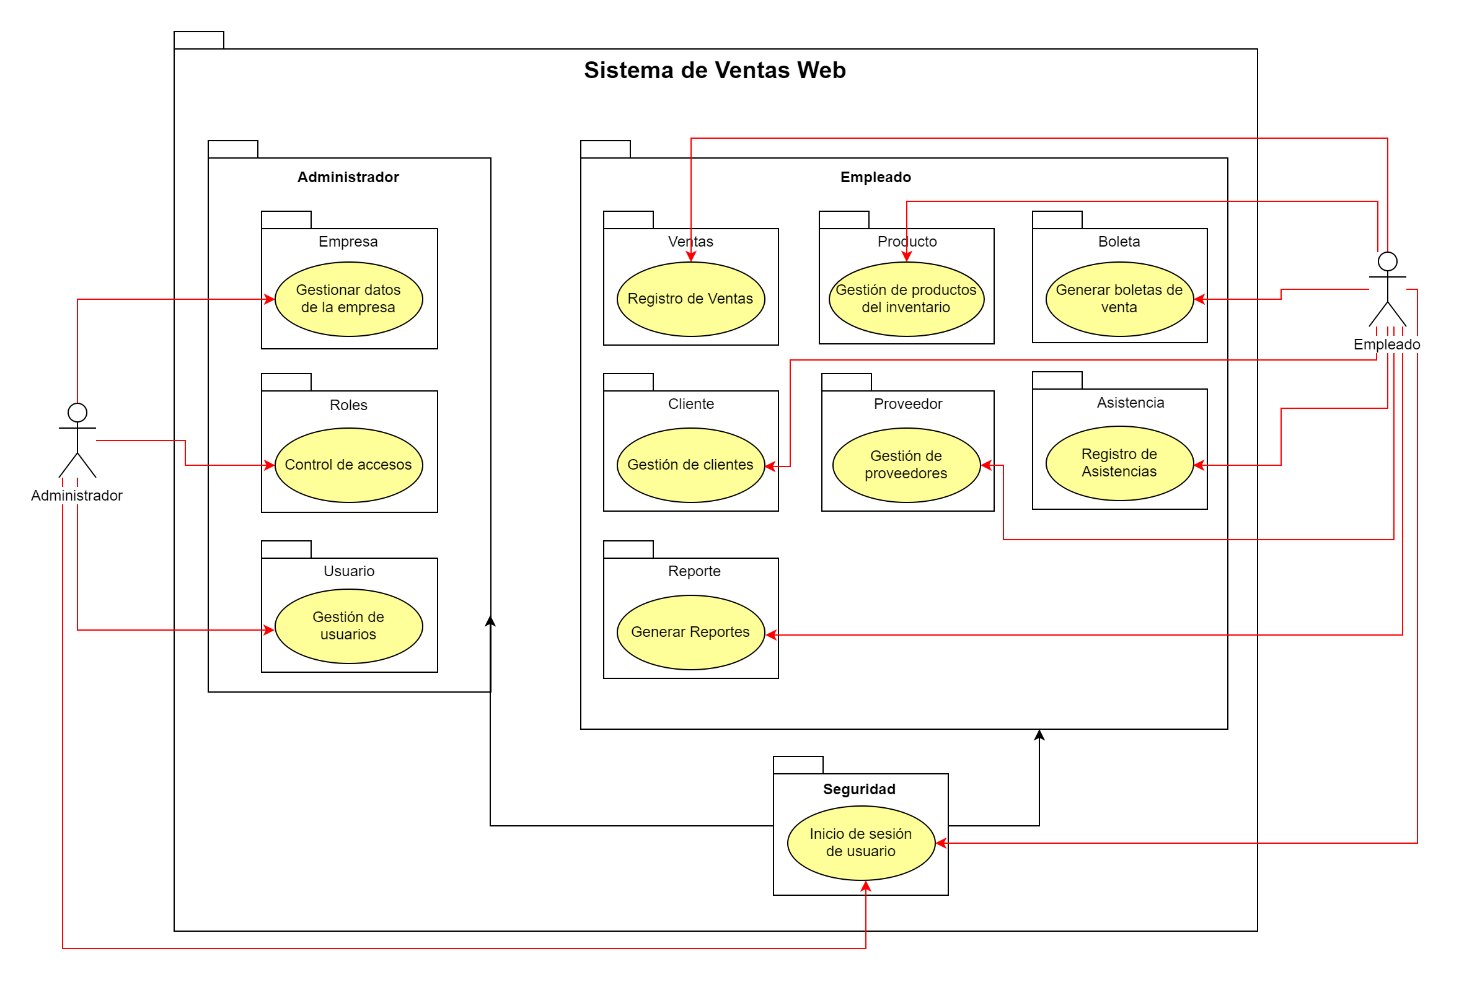 Sistema de Ventas Web
Administrador
Empresa
Gestionar datos
de la empresa
Roles
Control de accesos
Usuario
Gestión de
usuarios
Empleado
Ventas
Registro de Ventas
Producto
Gestión de productos
del inventario
Boleta
Generar boletas de
venta
Cliente
Gestión de clientes
Proveedor
Gestión de
proveedores
Asistencia
Registro de
Asistencias
Reporte
Generar Reportes
Seguridad
Inicio de sesión
de usuario
Administrador
Empleado